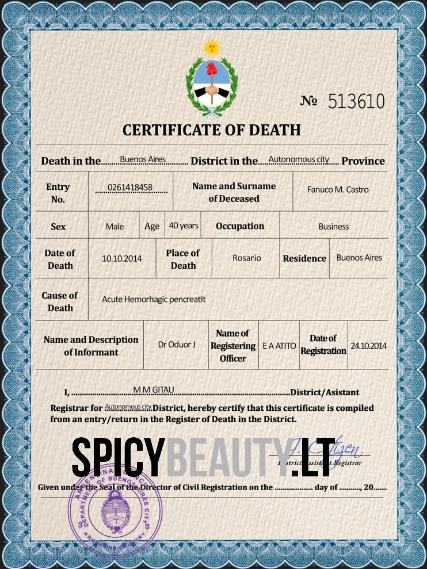 № 513610
CERTIFICATE OF DEATH
Death in the Buenos Aires District in the Autonomous city Province
Entry No. 0261418458 Name and Surname of Deceased Fanuco M. Castro
Sex Male Age 40 years Occupation Business
Date of Death 10.10.2014 Place of Death Rosario Residence Buenos Aires
Cause of Death Acute Hemorhagic pencreatit
Name and Description of Informant Dr Oduor J Name of Registering Officer E A ATITO Date of Registration 24.10.2014
I, M M GITAU District/Asistant
Registrar for Autonomous city District, hereby certify that this certificate is compiled
from an entry/return in the Register of Death in the District.
SPICYBEAUTY.LT
District/Assistant Registrar
Given under the Seal of the Director of Civil Registration on the ............ day of ........., 20.....